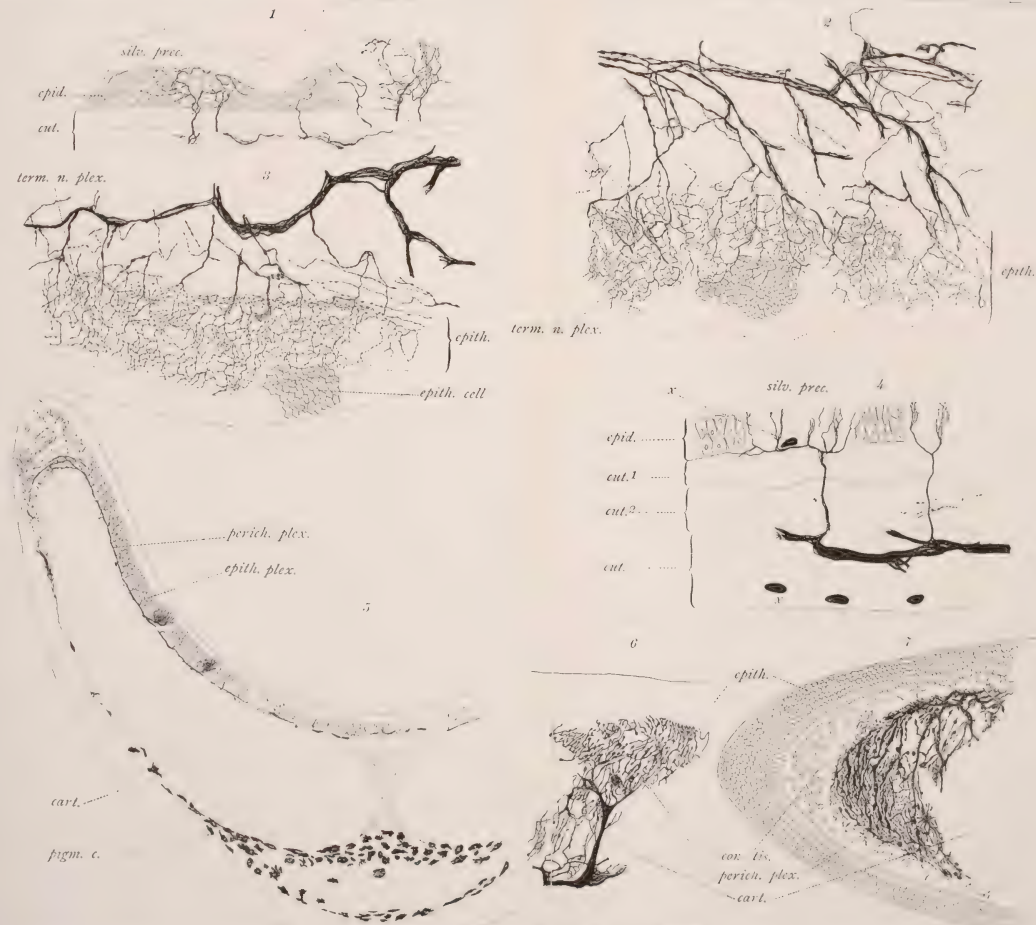 1
silv. prec.
epid.
cut.
2
epith.
term. n. plex.
3
term. n. plex.
epith.
epith. cell
x
silv. prec.
4
epid.
cut.1
cut.2
cut.
x
perich. plex.
epith. plex.
5
cart.
pigm. c.
6
7
epith.
con. tis.
perich. plex.
cart.